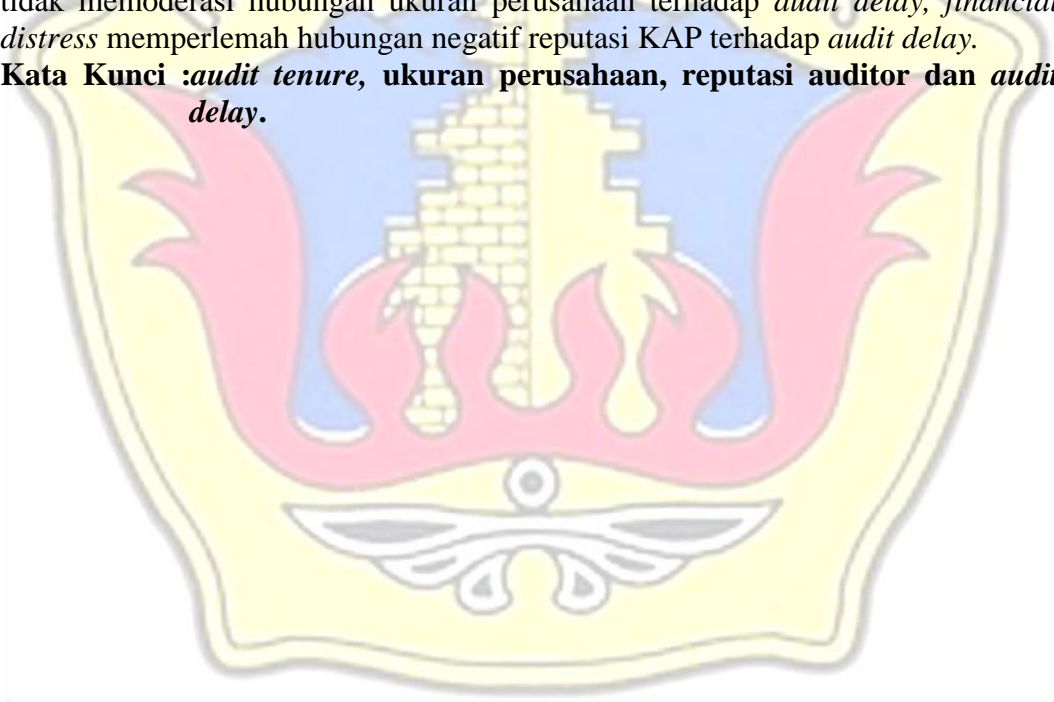 tidak memoderasi hubungan ukuran perusahaan terhadap audit delay, financial
distress memperlemah hubungan negatif reputasi KAP terhadap audit delay.
Kata Kunci :audit tenure, ukuran perusahaan, reputasi auditor dan audit
delay.